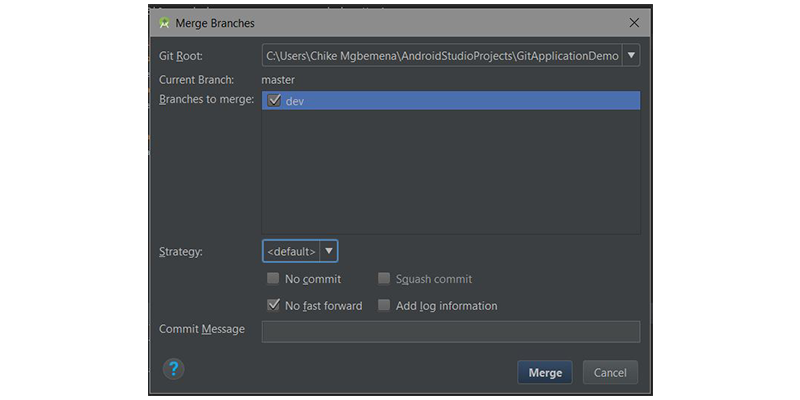 Merge Branches
Git Root: C:\Users\Chike Mgbemena\AndroidStudioProjects\GitApplicationDemo
Current Branch: master
Branches to merge: dev
Strategy: <default>
No commit Squash commit
No fast forward Add log information
Commit Message
? Merge Cancel